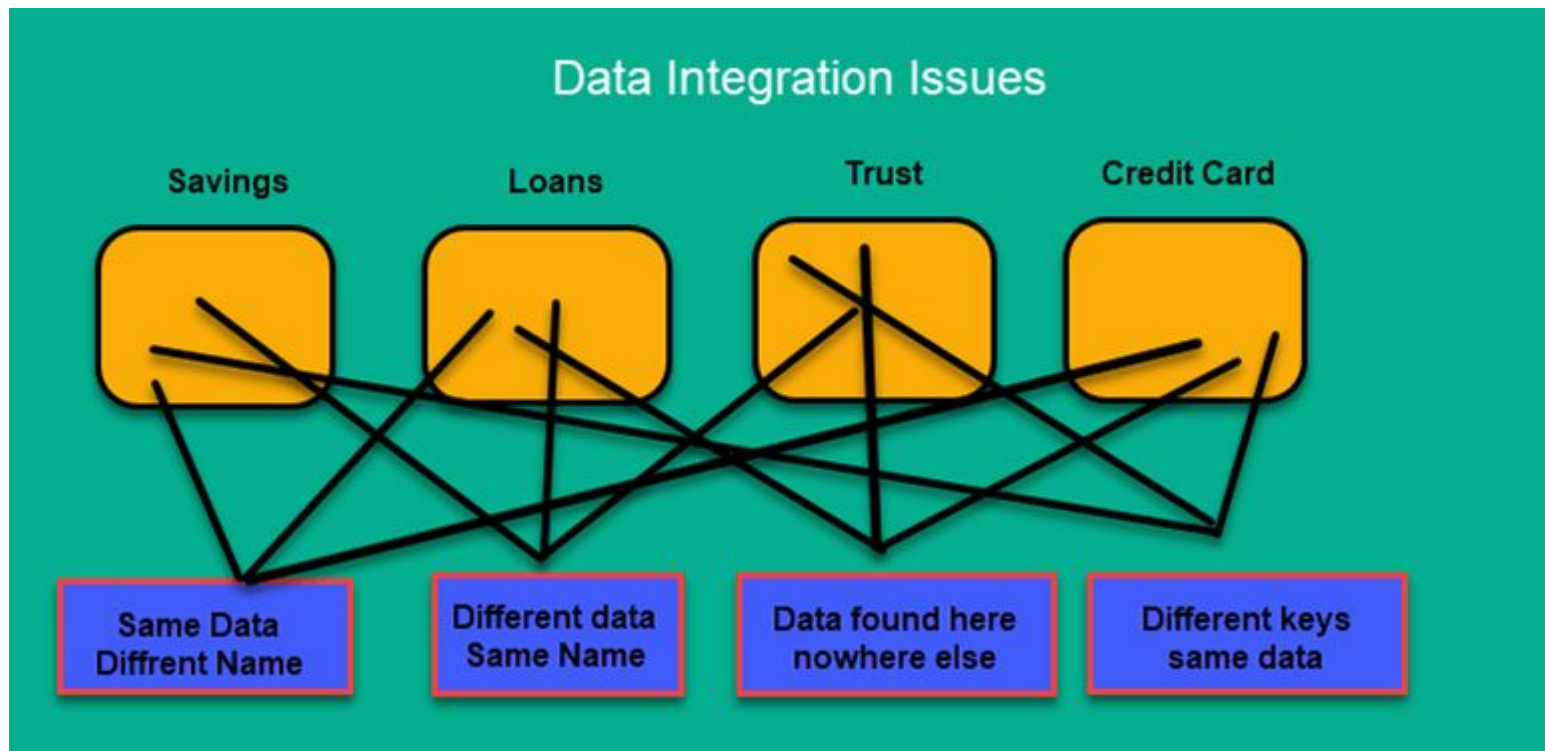 Data Integration Issues
Savings
Loans
Trust
Credit Card
Same Data
Diffrent Name
Different data
Same Name
Data found here
nowhere else
Different keys
same data